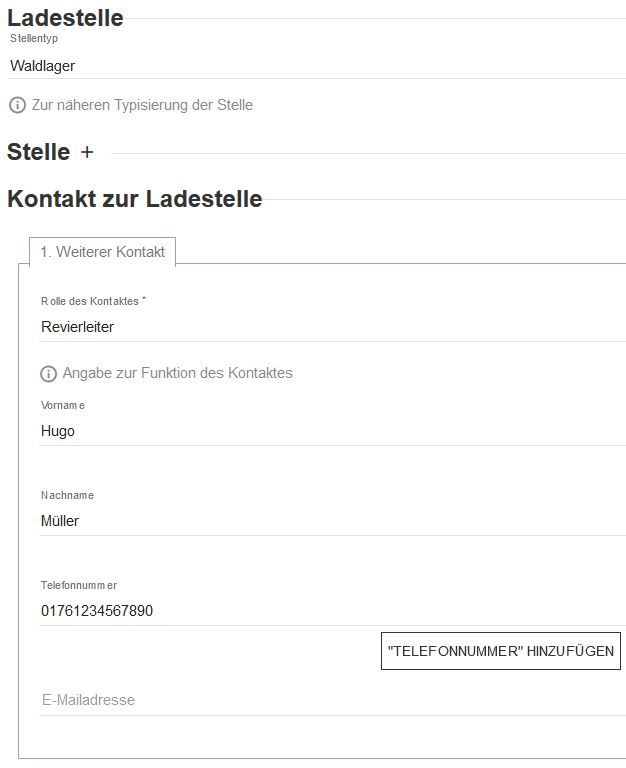 Ladestelle
Stellentyp
Waldlager
Zur näheren Typisierung der Stelle
Stelle +
Kontakt zur Ladestelle
1. Weiterer Kontakt
Rolle des Kontaktes *
Revierleiter
Angabe zur Funktion des Kontaktes
Vorname
Hugo
Nachname
Müller
Telefonnummer
01761234567890
"TELEFONNUMMER" HINZUFÜGEN
E-Mailadresse